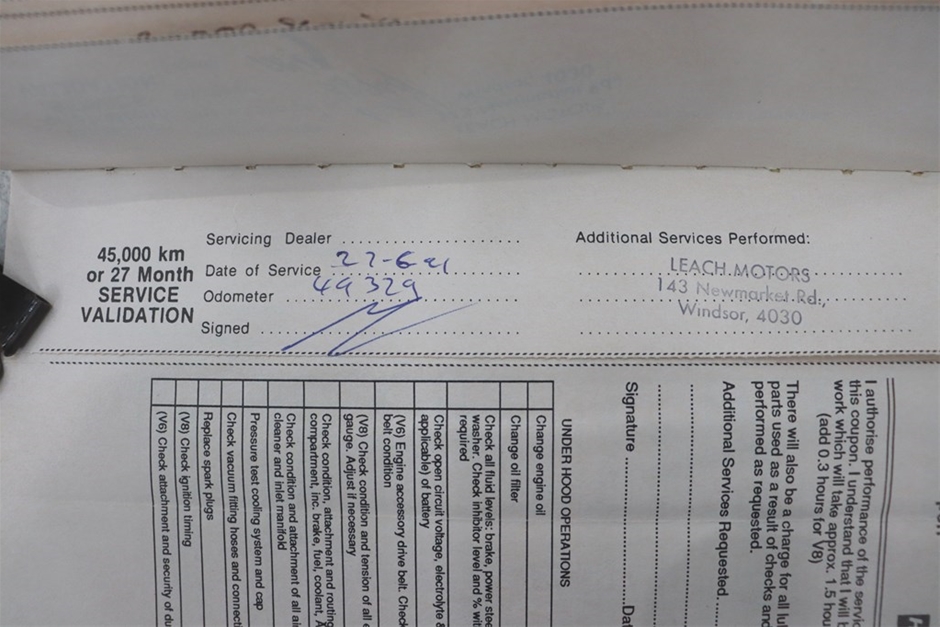 45,000 km
or 27 Month
SERVICE
VALIDATION
Servicing Dealer
Date of Service 27-6-91
Odometer 49329
Signed
Additional Services Performed:
LEACH MOTORS
143 Newmarket Rd.,
Windsor, 4030
I authorise performance of the
this coupon. I understand that I will
work which will take approx. 1.5
(add 0.3 hours for V8)
There will also be a charge for all
parts used as a result of checks
performed as requested.
Additional Services Requested
Signature
UNDER HOOD OPERATIONS
Change engine oil
Change oil filter
Check all fluid levels: brake, power
washer. Check inhibitor level and %
required
Check open circuit voltage, electrolyte
applicable) of battery
(V6) Engine accessory drive belt. Check
belt condition
(V8) Check condition and tension of all
gauge. Adjust if necessary
Check condition, attachment and routing
compartment, inc. brake, fuel, coolant,
Check condition and attachment of all
cleaner and inlet manifold
Pressure test cooling system and cap
Check vacuum fitting hoses and
Replace spark plugs
(V8) Check ignition timing
(V6) Check attachment and security of